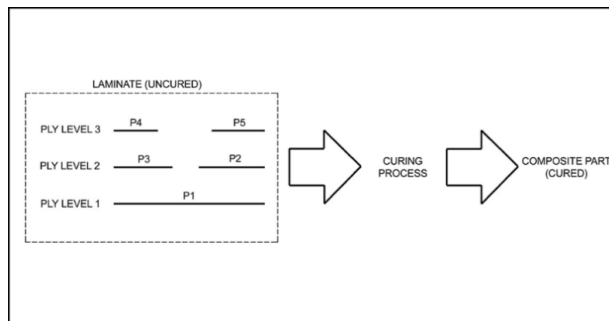 LAMINATE (UNCURED)
P4 P5
PLY LEVEL 3
P3 P2
PLY LEVEL 2
P1
PLY LEVEL 1
CURING
PROCESS
COMPOSITE PART
(CURED)